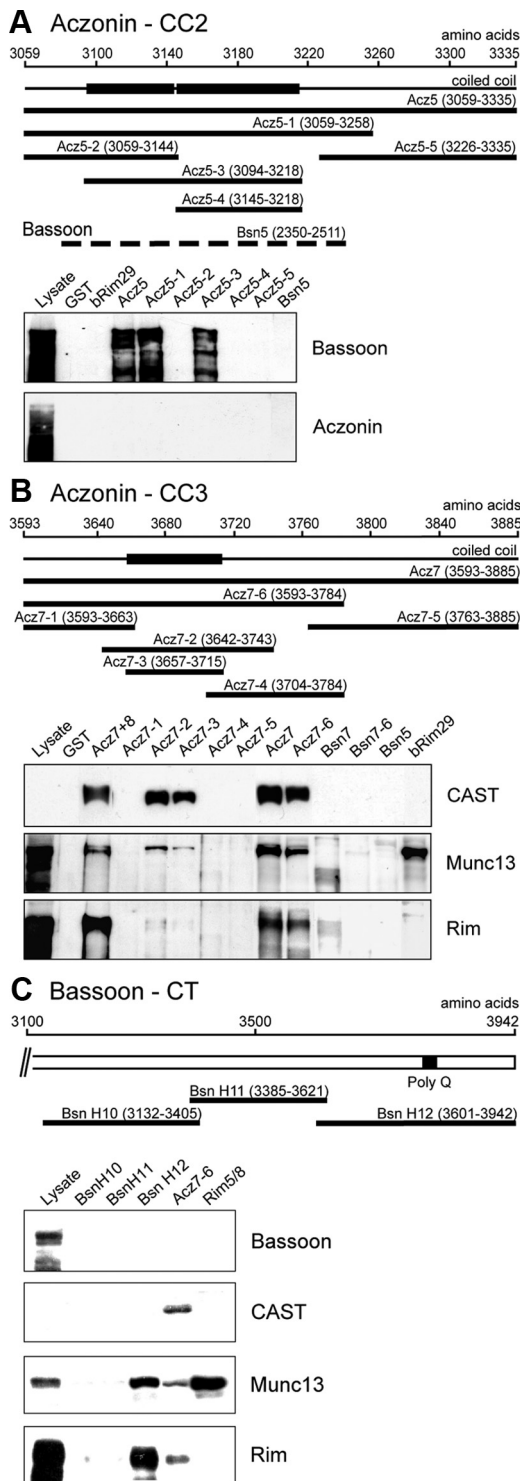 A Aczonin - CC2
amino acids
3059 3100 3140 3180 3220 3260 3300 3335
coiled coil
Acz5 (3059-3335)
Acz5-1 (3059-3258)
Acz5-2 (3059-3144) Acz5-5 (3226-3335)
Acz5-3 (3094-3218)
Acz5-4 (3145-3218)
Bassoon Bsn5 (2350-2511)
Lysate GST bRim29 Acz5 Acz5-1 Acz5-2 Acz5-3 Acz5-4 Acz5-5 Bsn5
Bassoon
Aczonin
B Aczonin - CC3
amino acids
3593 3640 3680 3720 3760 3800 3840 3885
coiled coil
Acz7 (3593-3885)
Acz7-6 (3593-3784)
Acz7-1 (3593-3663) Acz7-5 (3763-3885)
Acz7-2 (3642-3743)
Acz7-3 (3657-3715)
Acz7-4 (3704-3784)
Lysate GST Acz7+8 Acz7-1 Acz7-2 Acz7-3 Acz7-4 Acz7-5 Acz7 Acz7-6 Bsn7 Bsn7-6 Bsn5 bRim29
CAST
Munc13
Rim
C Bassoon - CT
amino acids
3100 3500 3942
//
Poly Q
Bsn H11 (3385-3621)
Bsn H10 (3132-3405) Bsn H12 (3601-3942)
Lysate BsnH10 BsnH11 Bsn H12 Acz7-6 Rim5/8
Bassoon
CAST
Munc13
Rim